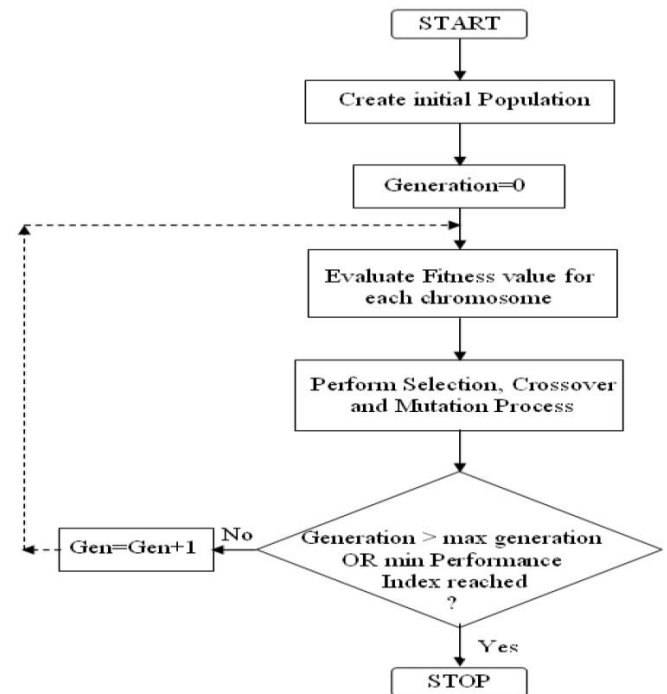 START
Create initial Population
Generation=0
Evaluate Fitness value for
each chromosome
Perform Selection, Crossover
and Mutation Process
Generation > max generation
OR min Performance
Index reached
?
No
Gen=Gen+1
Yes
STOP